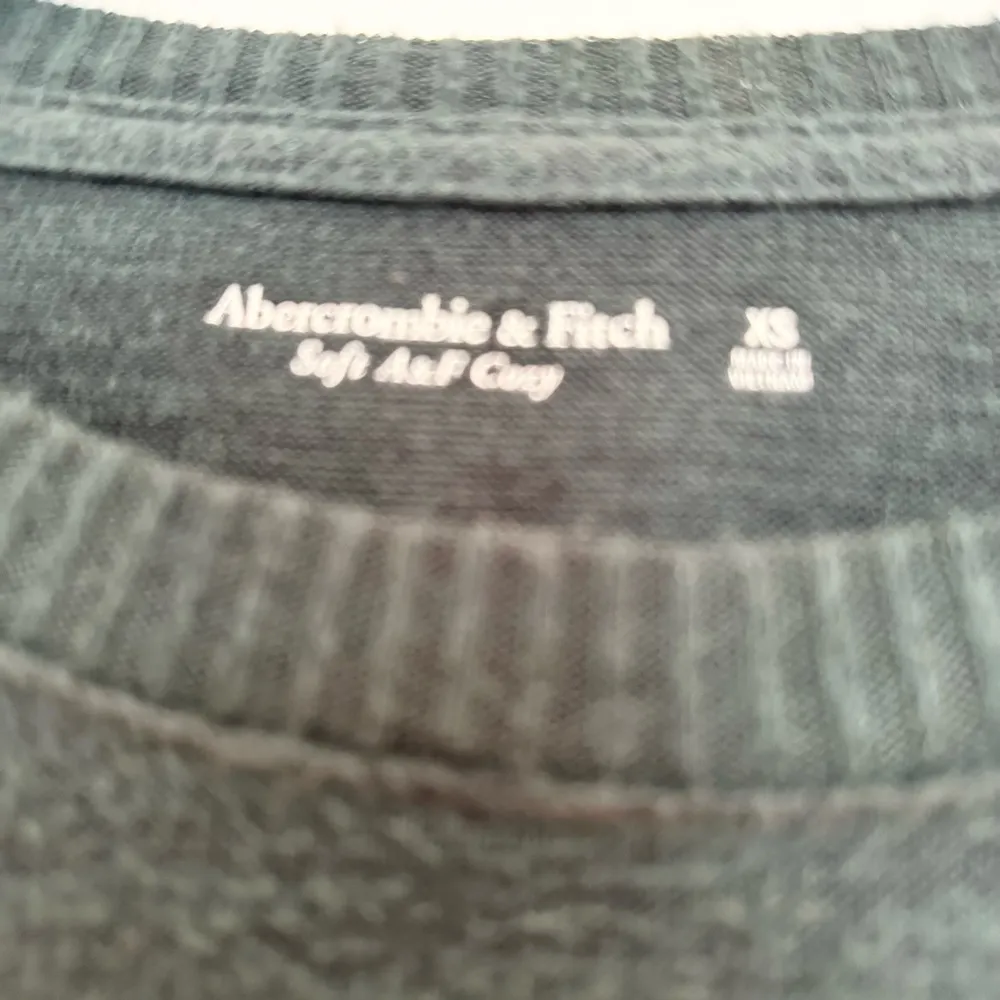 Abercrombie & Fitch
Soft A&F Cozy
XS
MADE IN
VIETNAM